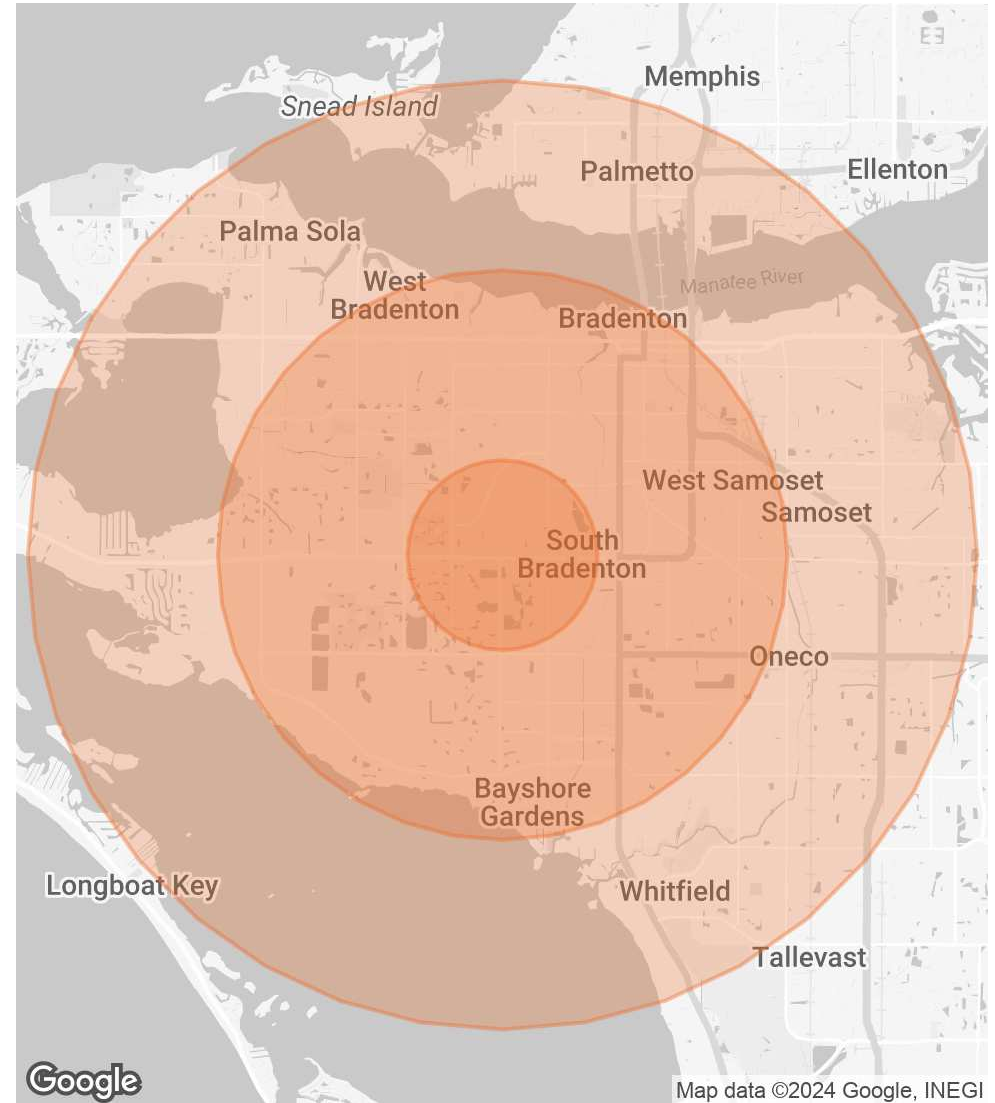 Memphis
Snead Island
Palmetto
Ellenton
Palma Sola
West
Bradenton
Manatee River
Bradenton
West Samoset
Samoset
South
Bradenton
Oneco
Bayshore
Gardens
Longboat Key
Whitfield
Tallevast
Google
Map data ©2024 Google, INEGI